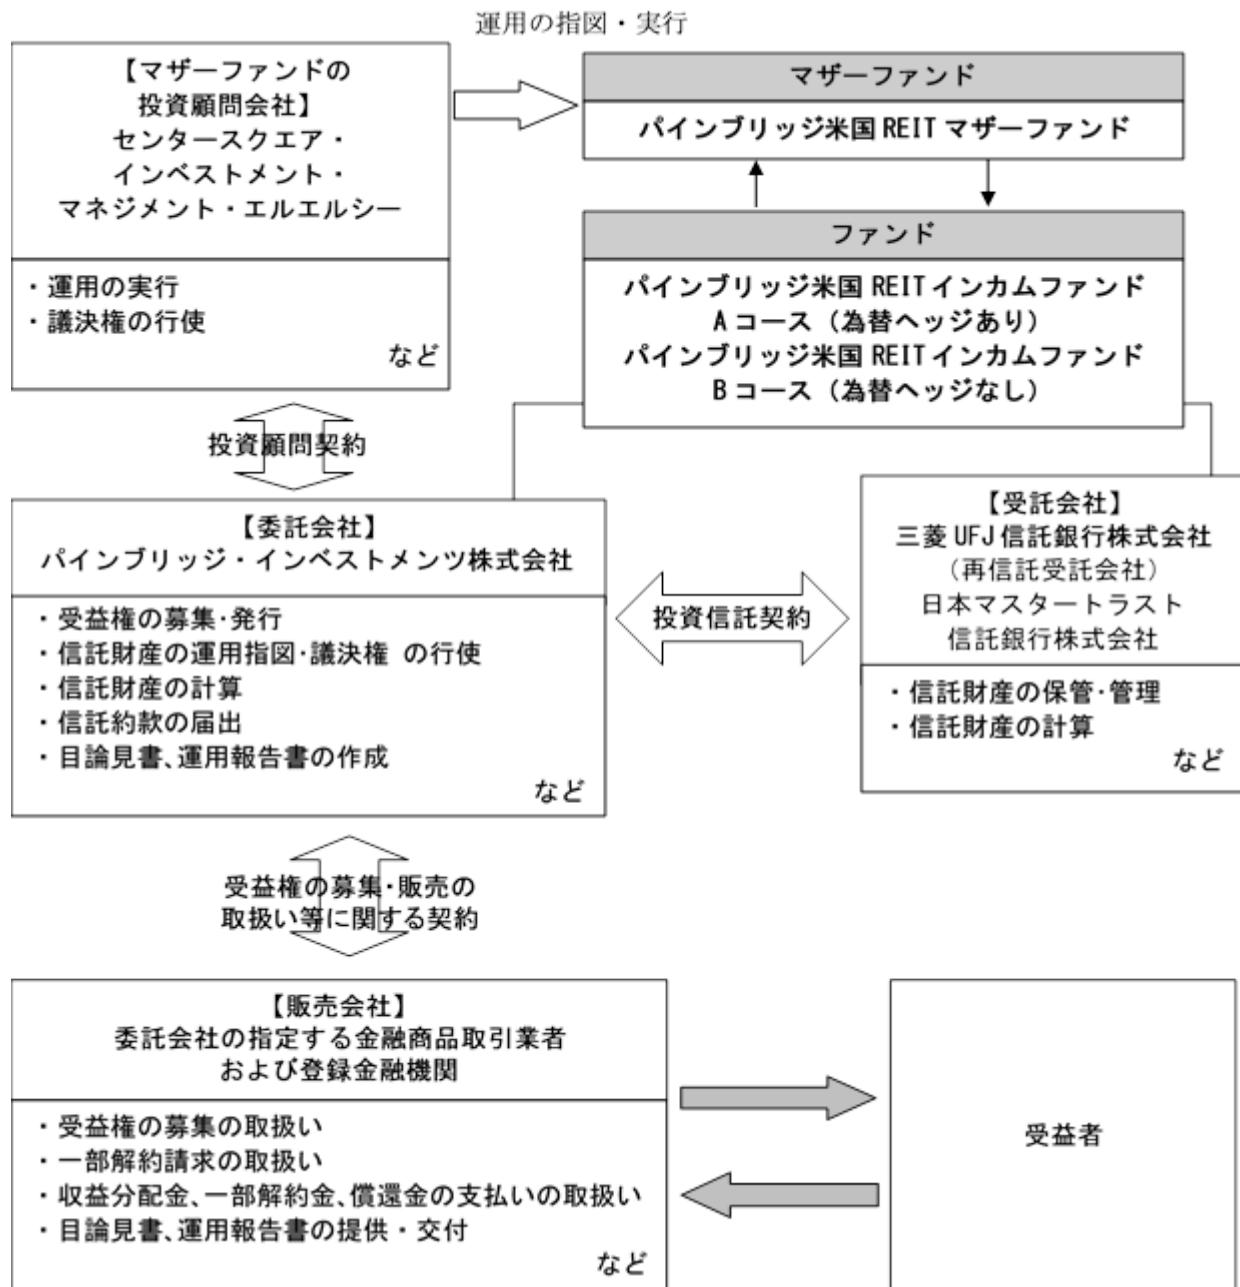 運用の指図・実行
【マザーファンドの
投資顧問会社】
センタースクエア・
インベストメント・
マネジメント・エルエルシー
・運用の実行
・議決権の行使
など
マザーファンド
パインブリッジ米国 REIT マザーファンド
ファンド
パインブリッジ米国 REIT インカムファンド
A コース（為替ヘッジあり）
パインブリッジ米国 REIT インカムファンド
B コース（為替ヘッジなし）
投資顧問契約
【委託会社】
パインブリッジ・インベストメンツ株式会社
・受益権の募集･発行
・信託財産の運用指図･議決権 の行使
・信託財産の計算
・信託約款の届出
・目論見書､運用報告書の作成
など
投資信託契約
【受託会社】
三菱 UFJ 信託銀行株式会社
（再信託受託会社）
日本マスタートラスト
信託銀行株式会社
・信託財産の保管･管理
・信託財産の計算
など
受益権の募集･販売の
取扱い等に関する契約
【販売会社】
委託会社の指定する金融商品取引業者
および登録金融機関
・受益権の募集の取扱い
・一部解約請求の取扱い
・収益分配金､一部解約金､償還金の支払いの取扱い
・目論見書､運用報告書の提供・交付
など
受益者